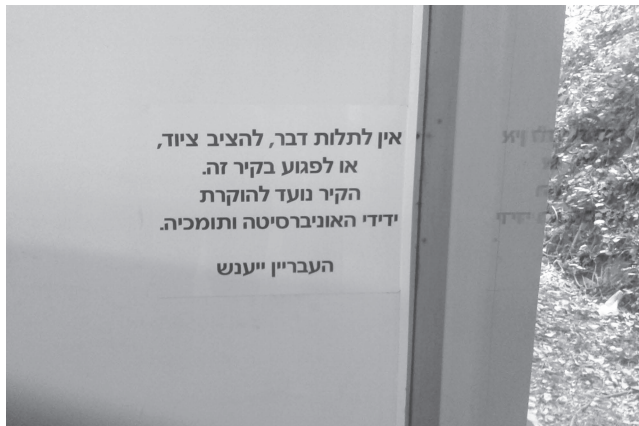 אין לתלות דבר, להציב ציוד,
או לפגוע בקיר זה.
הקיר נועד להוקרת
ידידי האוניברסיטה ותומכיה.
העבריין ייענש